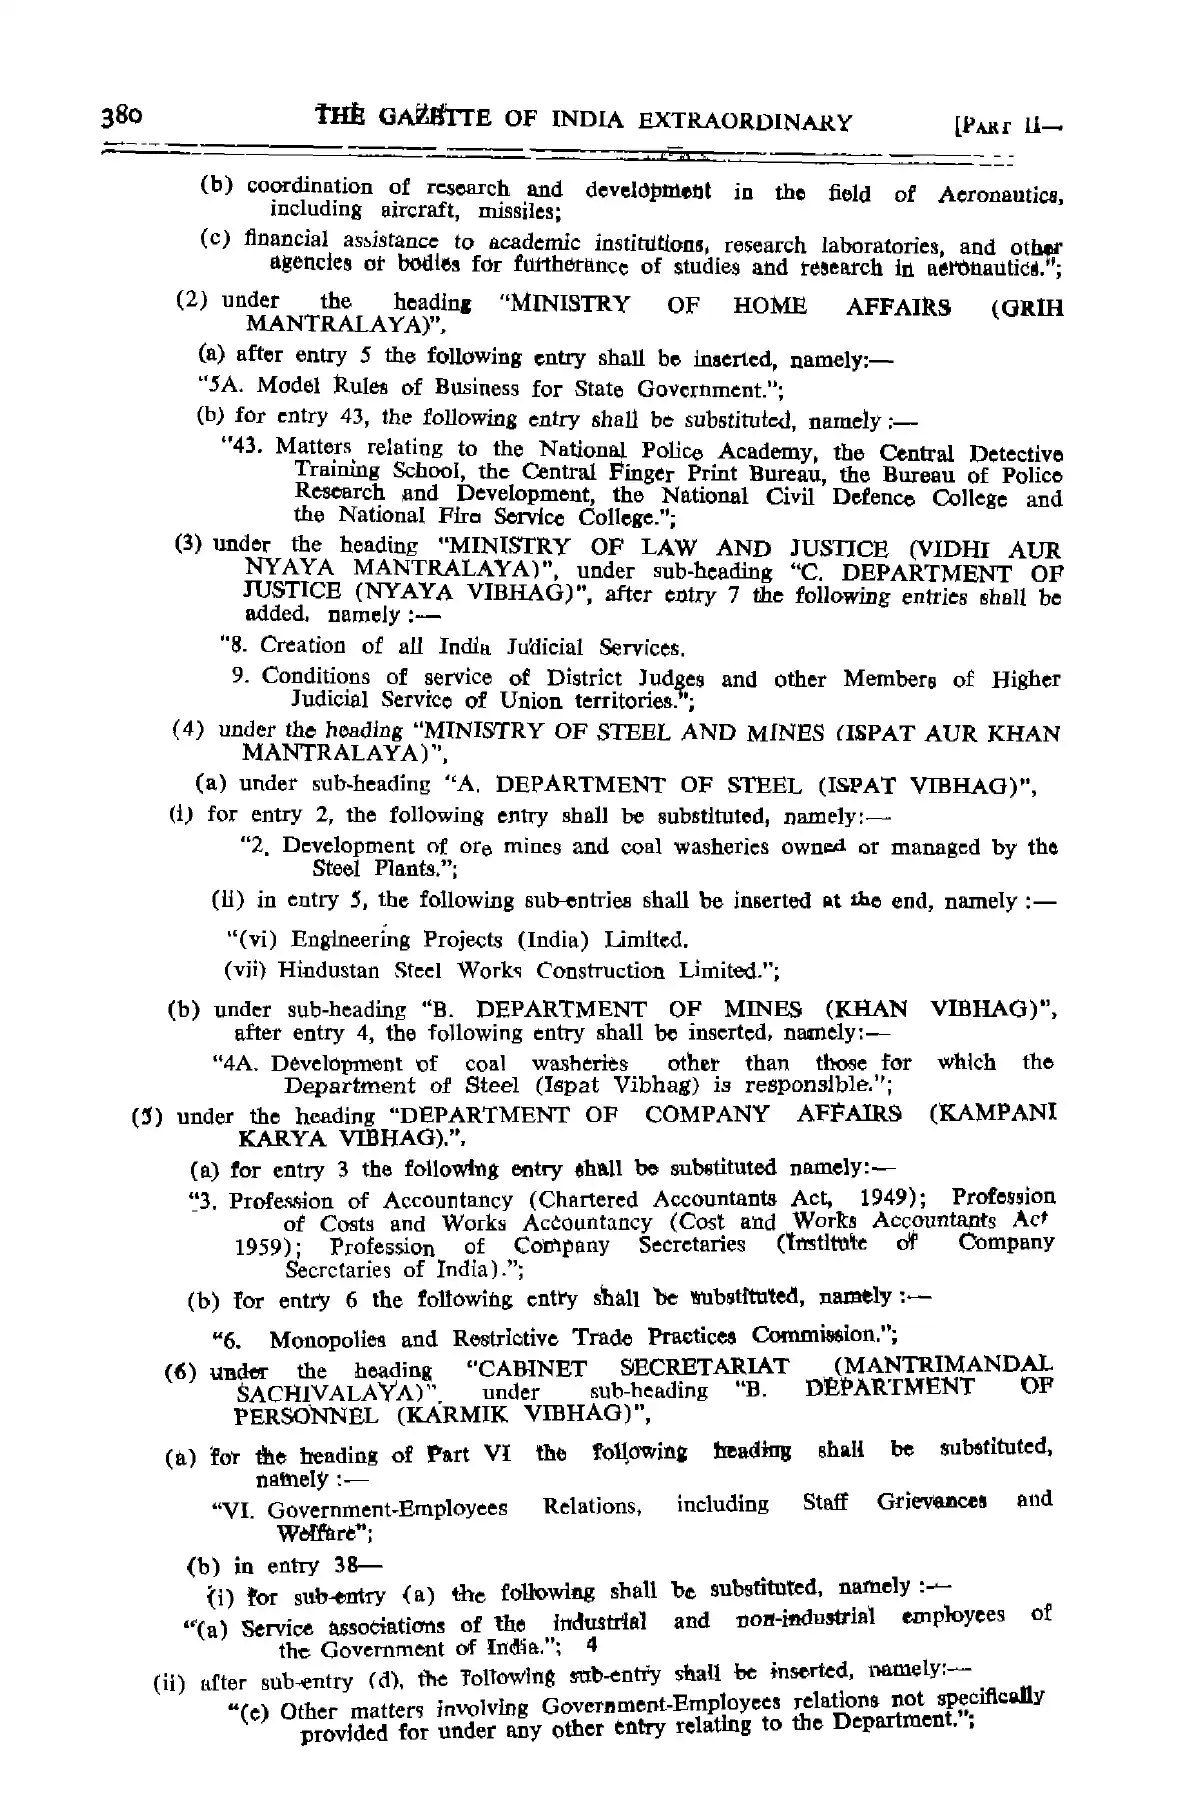 380 THE GAZETTE OF INDIA EXTRAORDINARY [PART II—
(b) coordination of research and development in the field of Aeronautics,
including aircraft, missiles;
(c) financial assistance to academic institutions, research laboratories, and other
agencies or bodies for furtherance of studies and research in aeronautics.";
(2) under the heading "MINISTRY OF HOME AFFAIRS (GRIH
MANTRALAYA)",
(a) after entry 5 the following entry shall be inserted, namely:—
"5A. Model Rules of Business for State Government.";
(b) for entry 43, the following entry shall be substituted, namely :—
"43. Matters relating to the National Police Academy, the Central Detective
Training School, the Central Finger Print Bureau, the Bureau of Police
Research and Development, the National Civil Defence College and
the National Fire Service College.";
(3) under the heading "MINISTRY OF LAW AND JUSTICE (VIDHI AUR
NYAYA MANTRALAYA)", under sub-heading "C. DEPARTMENT OF
JUSTICE (NYAYA VIBHAG)", after entry 7 the following entries shall be
added, namely :—
"8. Creation of all India Judicial Services.
9. Conditions of service of District Judges and other Members of Higher
Judicial Service of Union territories.";
(4) under the heading "MINISTRY OF STEEL AND MINES (ISPAT AUR KHAN
MANTRALAYA)",
(a) under sub-heading "A. DEPARTMENT OF STEEL (ISPAT VIBHAG)",
(i) for entry 2, the following entry shall be substituted, namely:—
"2. Development of ore mines and coal washeries owned or managed by the
Steel Plants.";
(ii) in entry 5, the following sub-entries shall be inserted at the end, namely :—
"(vi) Engineering Projects (India) Limited.
(vii) Hindustan Steel Works Construction Limited.";
(b) under sub-heading "B. DEPARTMENT OF MINES (KHAN VIBHAG)",
after entry 4, the following entry shall be inserted, namely:—
"4A. Development of coal washeries other than those for which the
Department of Steel (Ispat Vibhag) is responsible.";
(5) under the heading "DEPARTMENT OF COMPANY AFFAIRS (KAMPANI
KARYA VIBHAG).",
(a) for entry 3 the following entry shall be substituted namely:—
"3. Profession of Accountancy (Chartered Accountants Act, 1949); Profession
of Costs and Works Accountancy (Cost and Works Accountants Act
1959); Profession of Company Secretaries (Institute of Company
Secretaries of India).";
(b) for entry 6 the following entry shall be substituted, namely :—
"6. Monopolies and Restrictive Trade Practices Commission.";
(6) under the heading "CABINET SECRETARIAT (MANTRIMANDAL
SACHIVALAYA)", under sub-heading "B. DEPARTMENT OF
PERSONNEL (KARMIK VIBHAG)",
(a) for the heading of Part VI the following heading shall be substituted,
namely :—
"VI. Government-Employees Relations, including Staff Grievances and
Welfare";
(b) in entry 38—
(i) for sub-entry (a) the following shall be substituted, namely :—
"(a) Service associations of the industrial and non-industrial employees of
the Government of India."; 4
(ii) after sub-entry (d), the following sub-entry shall be inserted, namely:—
"(e) Other matters involving Government-Employees relations not specifically
provided for under any other entry relating to the Department.";